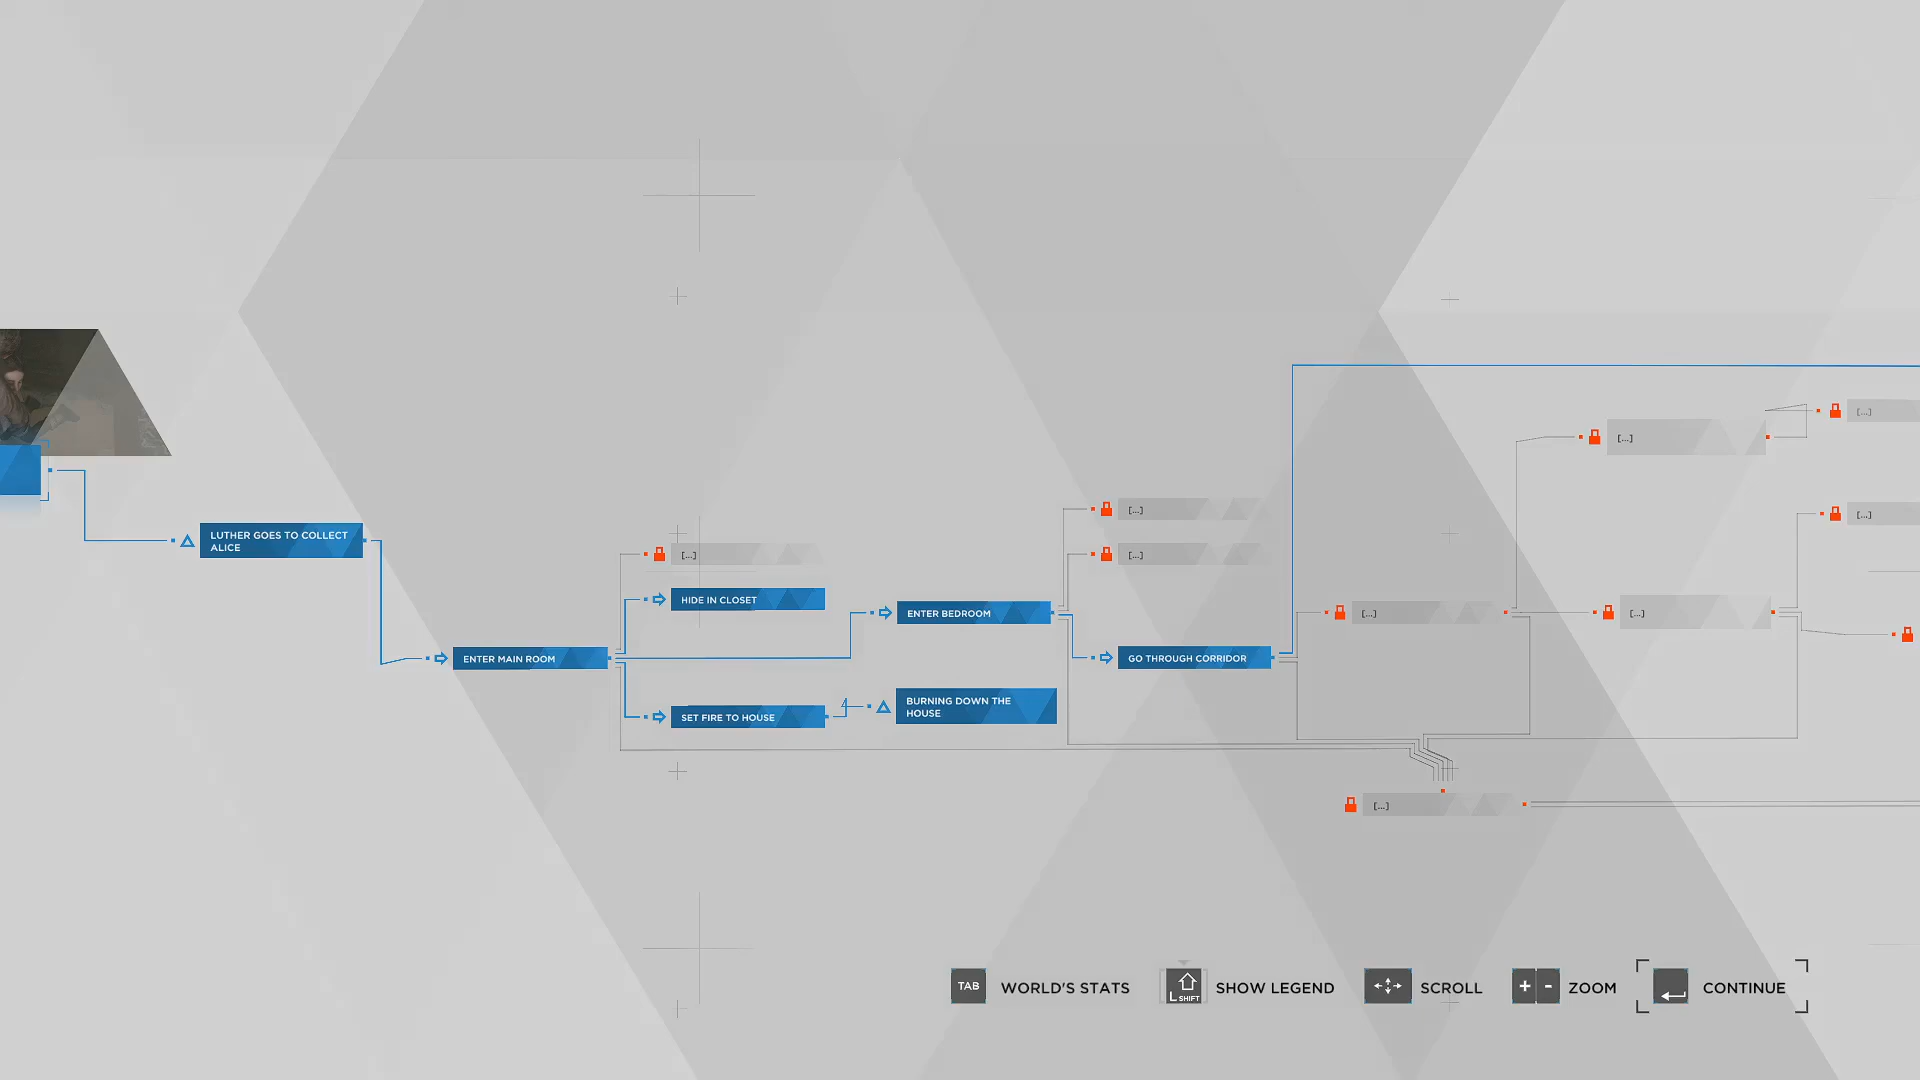 [...]
[...]
[...]
[...]
LUTHER GOES TO COLLECT
ALICE
[...]
[...]
HIDE IN CLOSET
ENTER BEDROOM
[...]
[...]
ENTER MAIN ROOM
GO THROUGH CORRIDOR
SET FIRE TO HOUSE
BURNING DOWN THE
HOUSE
[...]
TAB WORLD'S STATS
L SHIFT SHOW LEGEND
SCROLL
+ - ZOOM
CONTINUE